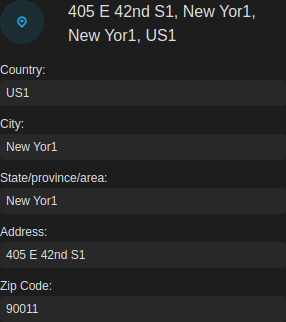 405 E 42nd S1, New Yor1,
New Yor1, US1
Country:
US1
City:
New Yor1
State/province/area:
New Yor1
Address:
405 E 42nd S1
Zip Code:
90011